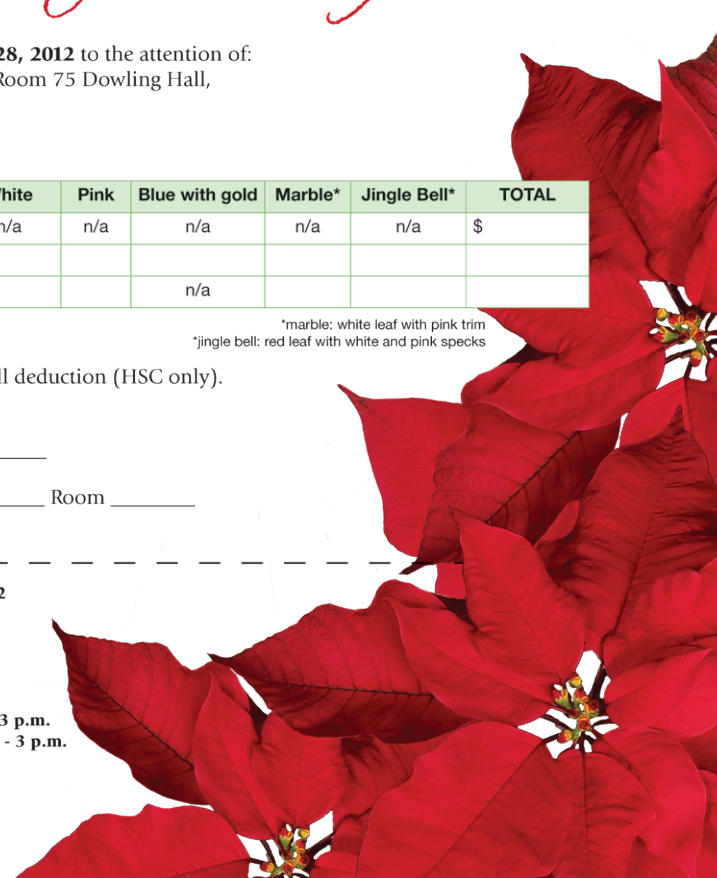 28, 2012 to the attention of:
Room 75 Dowling Hall,
hite Pink Blue with gold Marble* Jingle Bell* TOTAL
n/a n/a n/a n/a n/a $
n/a
*marble: white leaf with pink trim
*jingle bell: red leaf with white and pink specks
ll deduction (HSC only).
Room
2
3 p.m.
- 3 p.m.